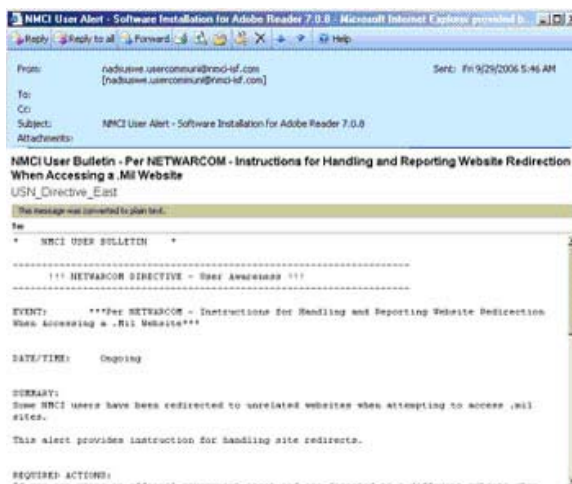 NMCI User Alert - Software Installation for Adobe Reader 7.0.8 - Microsoft Internet Explorer provided b...
Reply Reply to all Forward Help
From: nadsuswe.usercommuni@nmci-isf.com Sent: Fri 9/29/2006 5:46 AM
[nadsuswe.usercommuni@nmci-isf.com]
To:
Cc:
Subject: NMCI User Alert - Software Installation for Adobe Reader 7.0.8
Attachments:
NMCI User Bulletin - Per NETWARCOM - Instructions for Handling and Reporting Website Redirection
When Accessing a .Mil Website
USN_Directive_East
This message was converted to plain text.
* NMCI USER BULLETIN *
!!! NETWARCOM DIRECTIVE - User Awareness !!!
EVENT: ***Per NETWARCOM - Instructions for Handling and Reporting Website Redirection
When Accessing a .Mil Website***
DATE/TIME: Ongoing
SUMMARY:
Some NMCI users have been redirected to unrelated websites when attempting to access .mil
sites.
This alert provides instruction for handling site redirects.
REQUIRED ACTIONS: